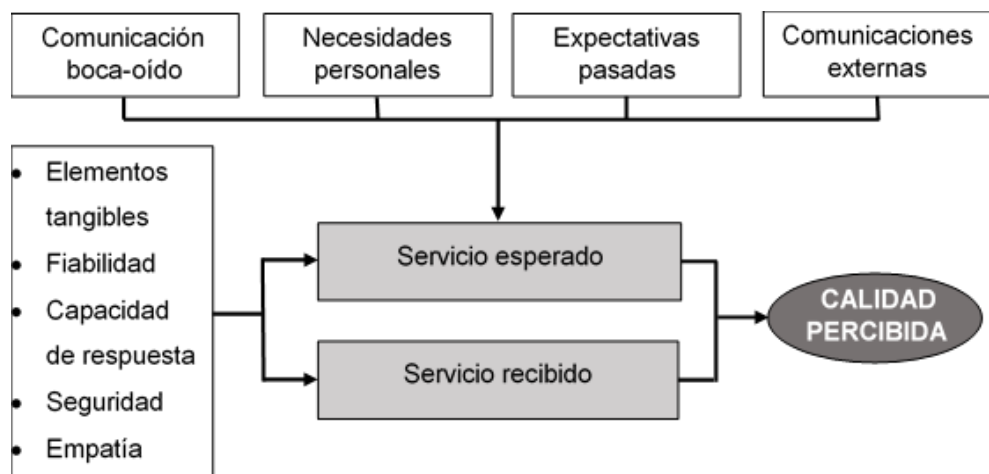 Comunicación
boca-oído
Necesidades
personales
Expectativas
pasadas
Comunicaciones
externas
• Elementos
tangibles
• Fiabilidad
• Capacidad
de respuesta
• Seguridad
• Empatía
Servicio esperado
Servicio recibido
CALIDAD
PERCIBIDA